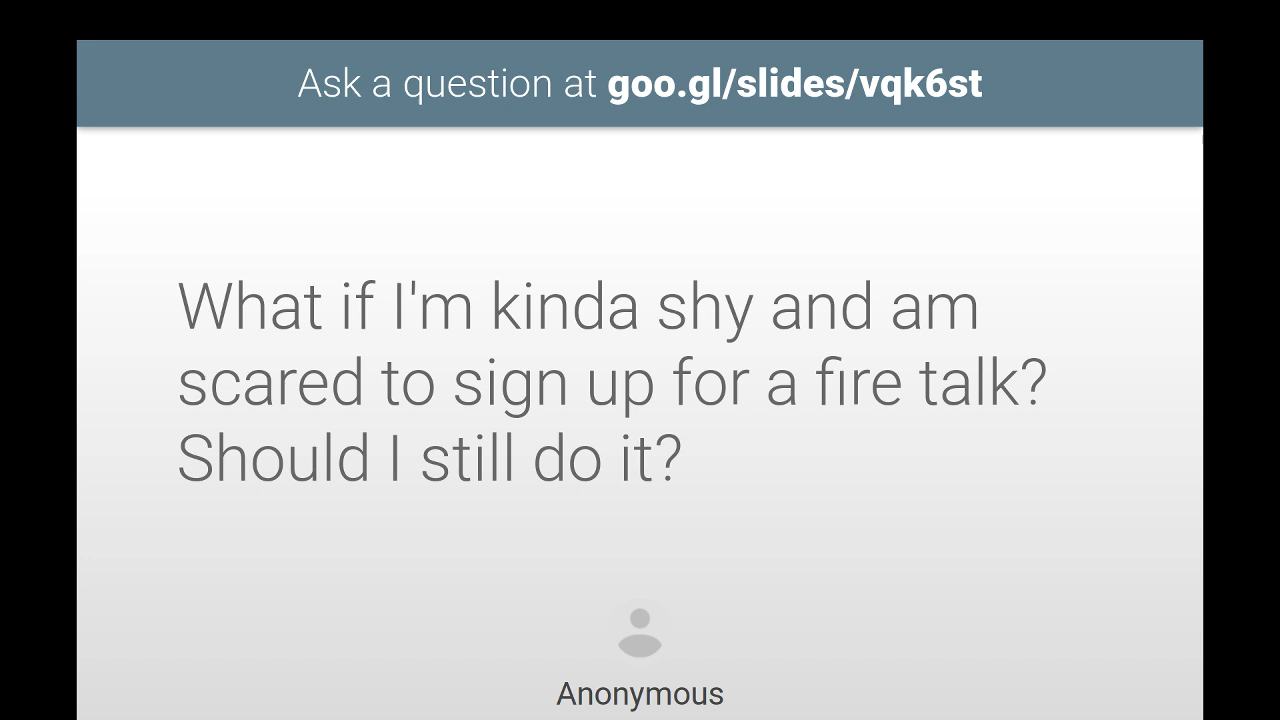 Ask a question at goo.gl/slides/vqk6st
What if I'm kinda shy and am
scared to sign up for a fire talk?
Should I still do it?
Anonymous